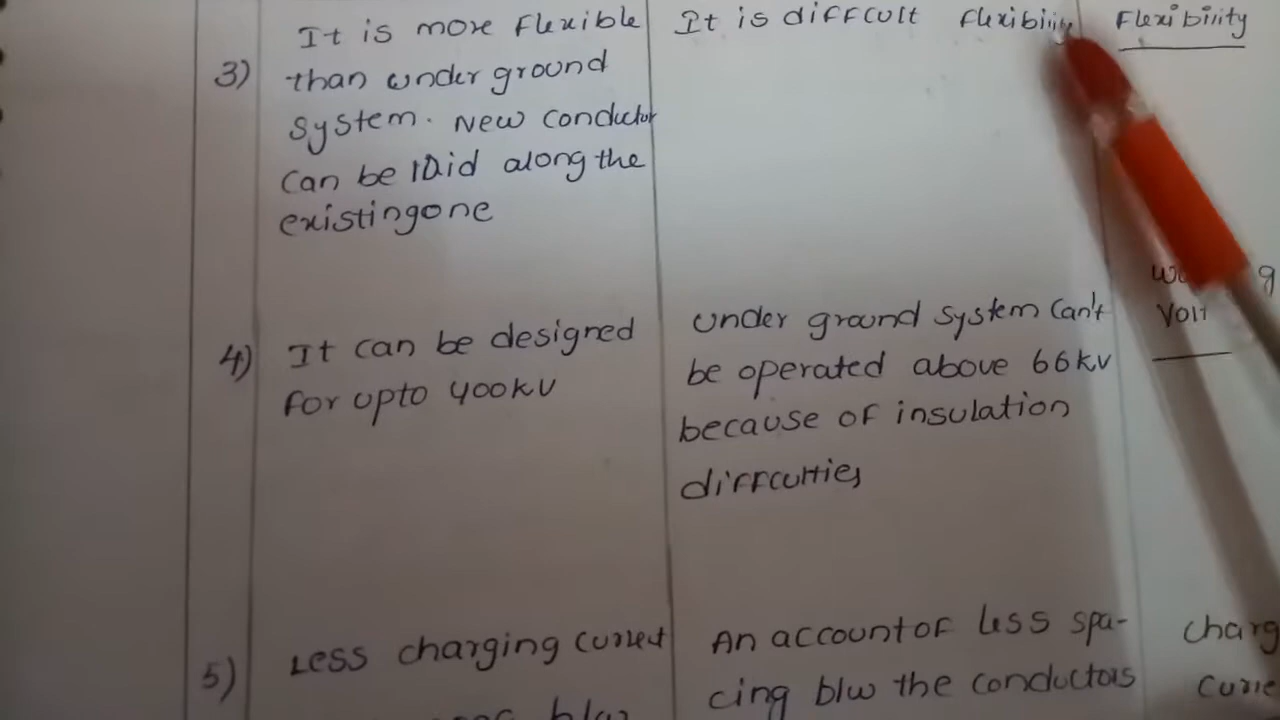 It is more Flexible
3) than under ground
system. New conductor
can be laid along the
existingone
It is diffcult flexibility
Flexibility
4) It can be designed
for upto 400kV
under ground system can't
be operated above 66kV
because of insulation
diffculties
Volt
5) Less charging current
An account of less spa-
cing b/w the conductors
charg
curre